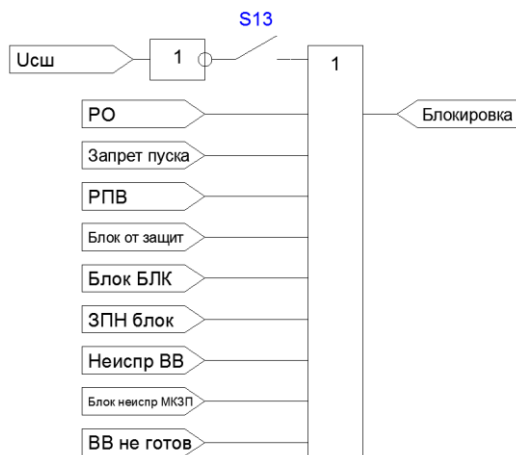 S13
Uсш
1
1
РО
Блокировка
Запрет пуска
РПВ
Блок от защит
Блок БЛК
ЗПН блок
Неиспр ВВ
Блок неиспр МКЗП
ВВ не готов